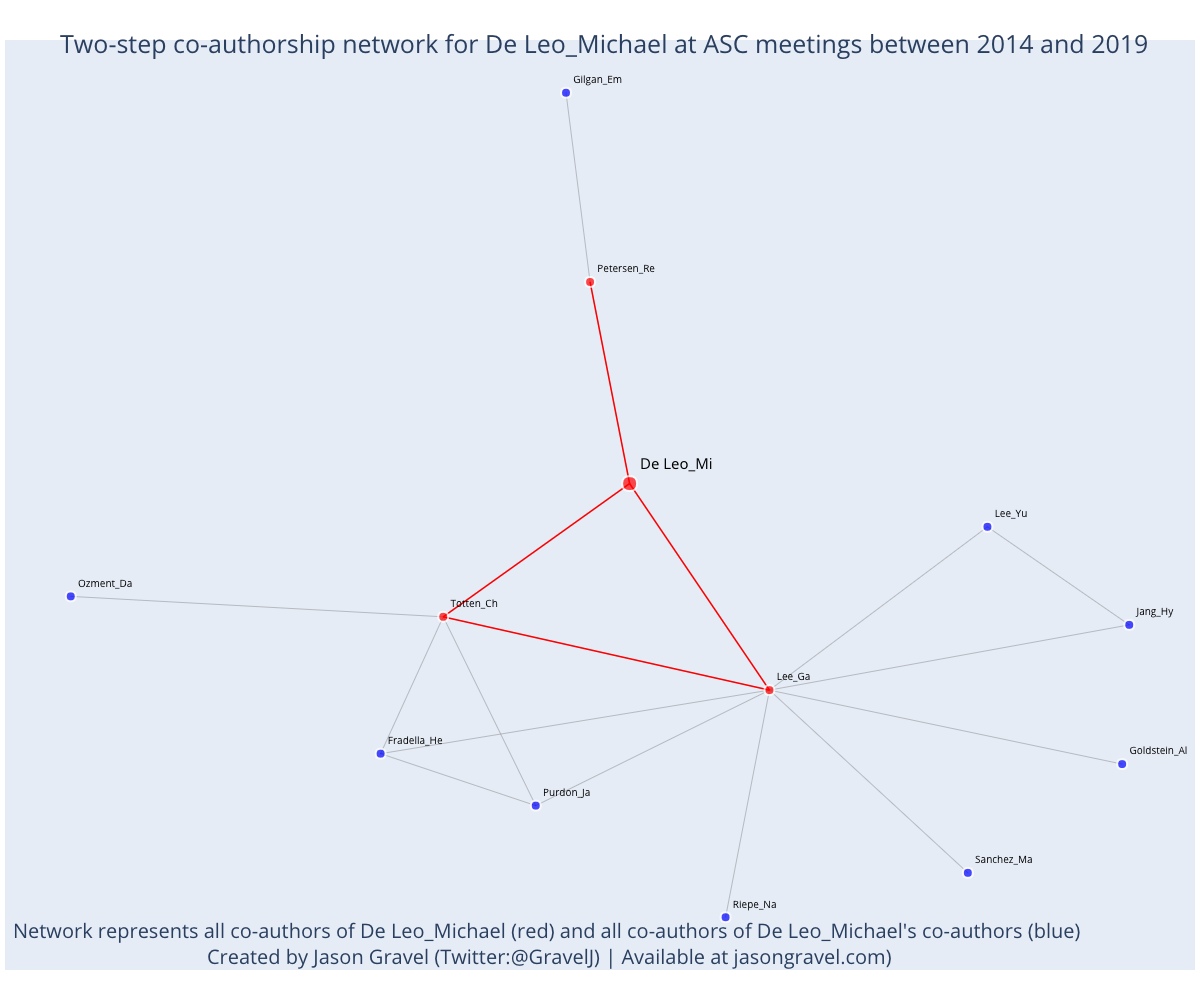 Two-step co-authorship network for De Leo_Michael at ASC meetings between 2014 and 2019
Gilgan_Em
Petersen_Re
De Leo_Mi
Lee_Yu
Ozment_Da
Totten_Ch
Jang_Hy
Lee_Ga
Fradella_He
Goldstein_Al
Purdon_Ja
Sanchez_Ma
Riepe_Na
Network represents all co-authors of De Leo_Michael (red) and all co-authors of De Leo_Michael's co-authors (blue)
Created by Jason Gravel (Twitter:@GravelJ) | Available at jasongravel.com)